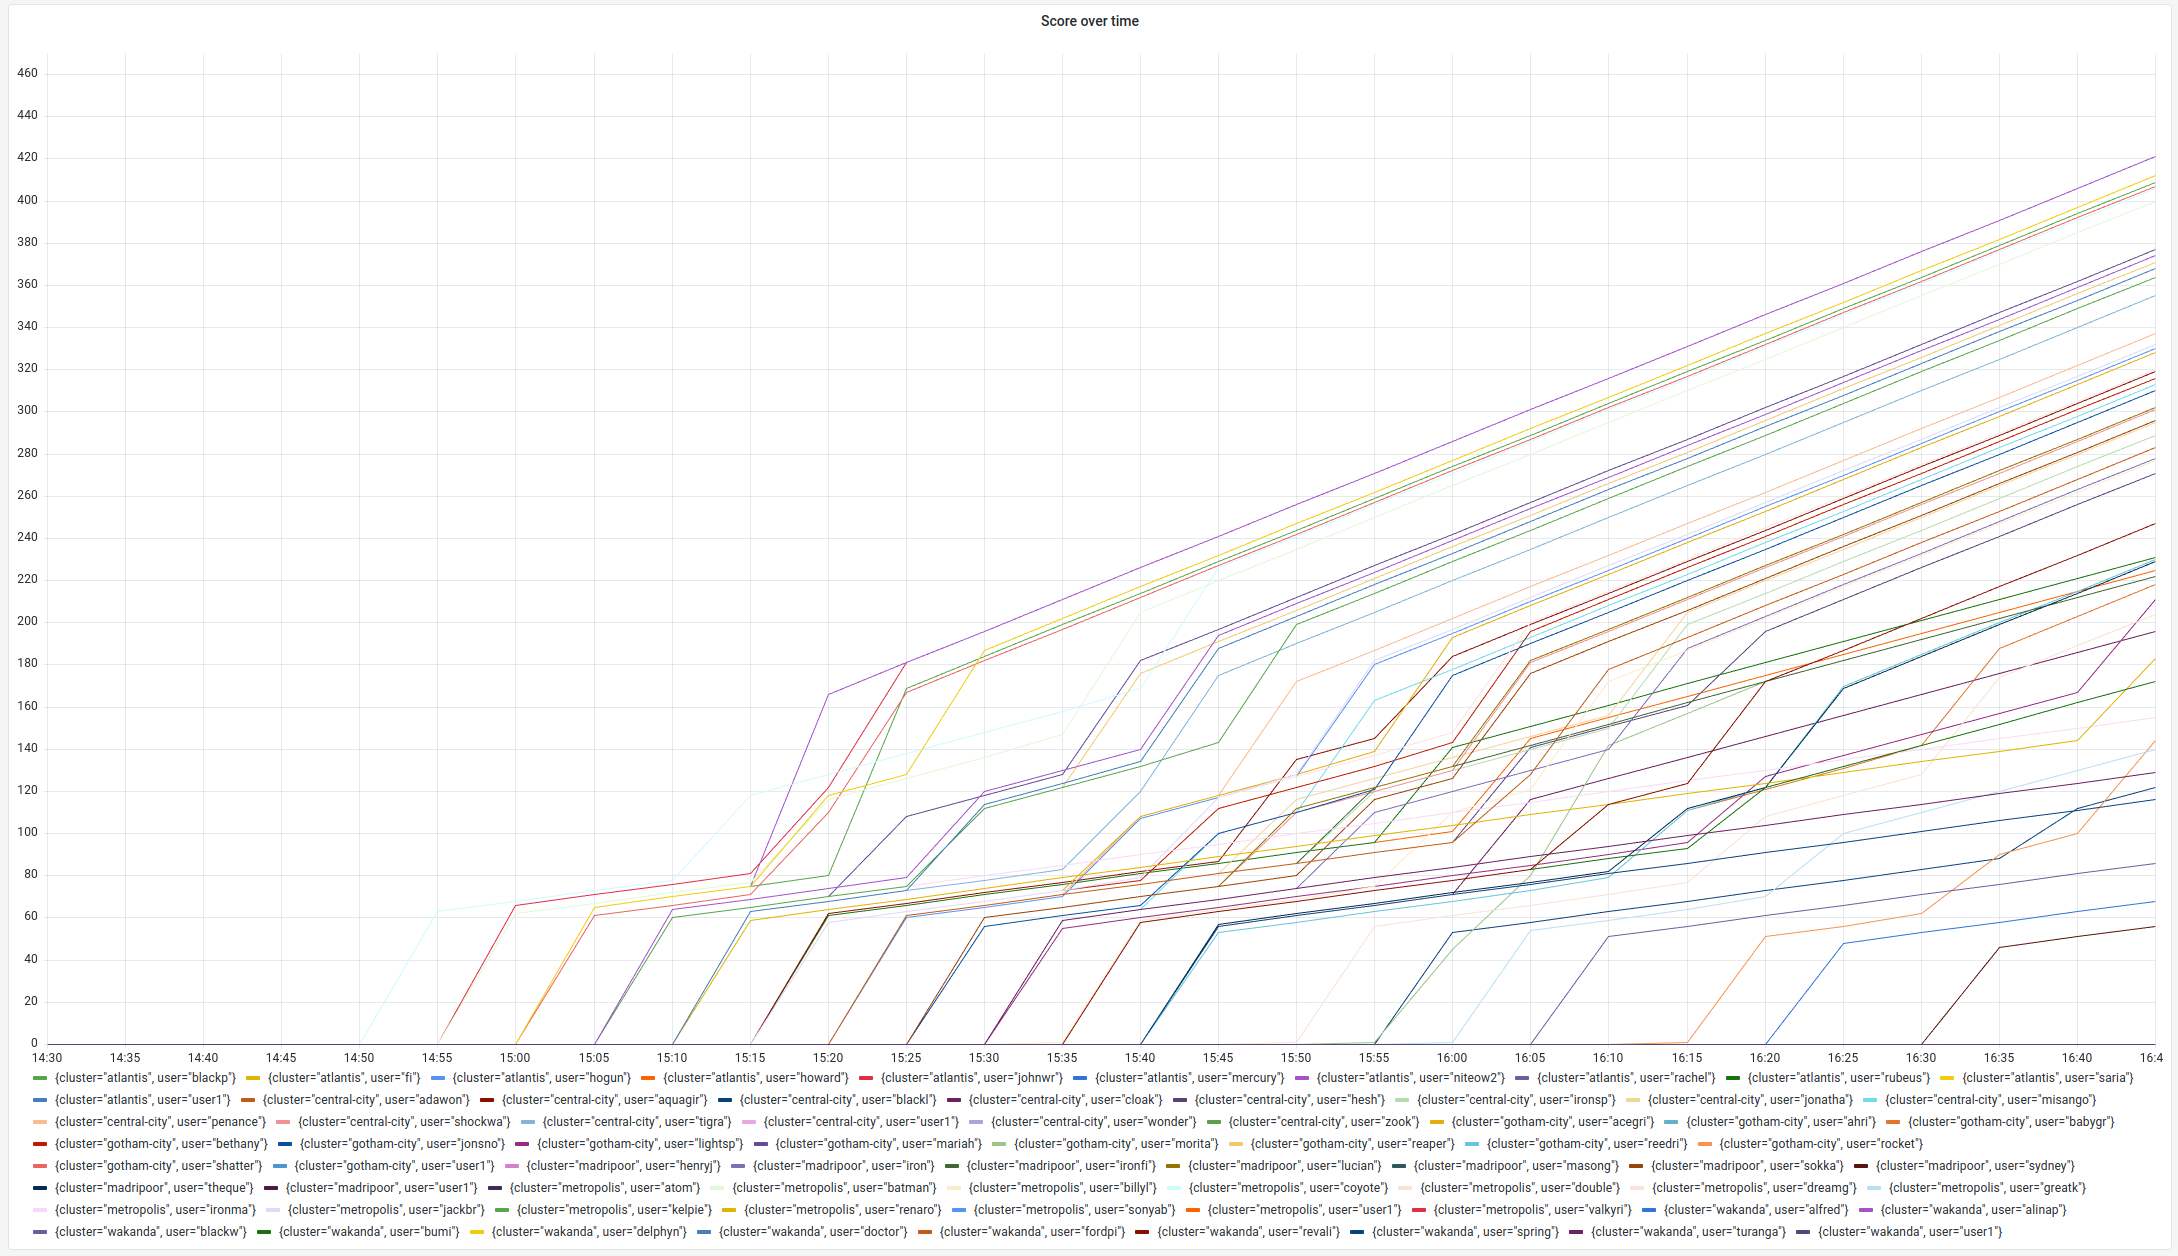 Score over time
460
440
420
400
380
360
340
320
300
280
260
240
220
200
180
160
140
120
100
80
60
40
20
0
14:30 14:35 14:40 14:45 14:50 14:55 15:00 15:05 15:10 15:15 15:20 15:25 15:30 15:35 15:40 15:45 15:50 15:55 16:00 16:05 16:10 16:15 16:20 16:25 16:30 16:35 16:40 16:4
{cluster="atlantis", user="blackp"} {cluster="atlantis", user="fi"} {cluster="atlantis", user="hogun"} {cluster="atlantis", user="howard"} {cluster="atlantis", user="johnwr"} {cluster="atlantis", user="mercury"} {cluster="atlantis", user="niteow2"} {cluster="atlantis", user="rachel"} {cluster="atlantis", user="rubeus"} {cluster="atlantis", user="saria"}
{cluster="atlantis", user="user1"} {cluster="central-city", user="adawon"} {cluster="central-city", user="aquagir"} {cluster="central-city", user="blackl"} {cluster="central-city", user="cloak"} {cluster="central-city", user="hesh"} {cluster="central-city", user="ironsp"} {cluster="central-city", user="jonatha"} {cluster="central-city", user="misango"}
{cluster="central-city", user="penance"} {cluster="central-city", user="shockwa"} {cluster="central-city", user="tigra"} {cluster="central-city", user="user1"} {cluster="central-city", user="wonder"} {cluster="central-city", user="zook"} {cluster="gotham-city", user="acegri"} {cluster="gotham-city", user="ahri"} {cluster="gotham-city", user="babygr"}
{cluster="gotham-city", user="bethany"} {cluster="gotham-city", user="jonsno"} {cluster="gotham-city", user="lightsp"} {cluster="gotham-city", user="mariah"} {cluster="gotham-city", user="morita"} {cluster="gotham-city", user="reaper"} {cluster="gotham-city", user="reedri"} {cluster="gotham-city", user="rocket"}
{cluster="gotham-city", user="shatter"} {cluster="gotham-city", user="user1"} {cluster="madripoor", user="henryj"} {cluster="madripoor", user="iron"} {cluster="madripoor", user="ironfi"} {cluster="madripoor", user="lucian"} {cluster="madripoor", user="masong"} {cluster="madripoor", user="sokka"} {cluster="madripoor", user="sydney"}
{cluster="madripoor", user="theque"} {cluster="madripoor", user="user1"} {cluster="metropolis", user="atom"} {cluster="metropolis", user="batman"} {cluster="metropolis", user="billyl"} {cluster="metropolis", user="coyote"} {cluster="metropolis", user="double"} {cluster="metropolis", user="dreamg"} {cluster="metropolis", user="greatk"}
{cluster="metropolis", user="ironma"} {cluster="metropolis", user="jackbr"} {cluster="metropolis", user="kelpie"} {cluster="metropolis", user="renaro"} {cluster="metropolis", user="sonyab"} {cluster="metropolis", user="user1"} {cluster="metropolis", user="valkyri"} {cluster="wakanda", user="alfred"} {cluster="wakanda", user="alinap"}
{cluster="wakanda", user="blackw"} {cluster="wakanda", user="bumi"} {cluster="wakanda", user="delphyn"} {cluster="wakanda", user="doctor"} {cluster="wakanda", user="fordpi"} {cluster="wakanda", user="revali"} {cluster="wakanda", user="spring"} {cluster="wakanda", user="turanga"} {cluster="wakanda", user="user1"}